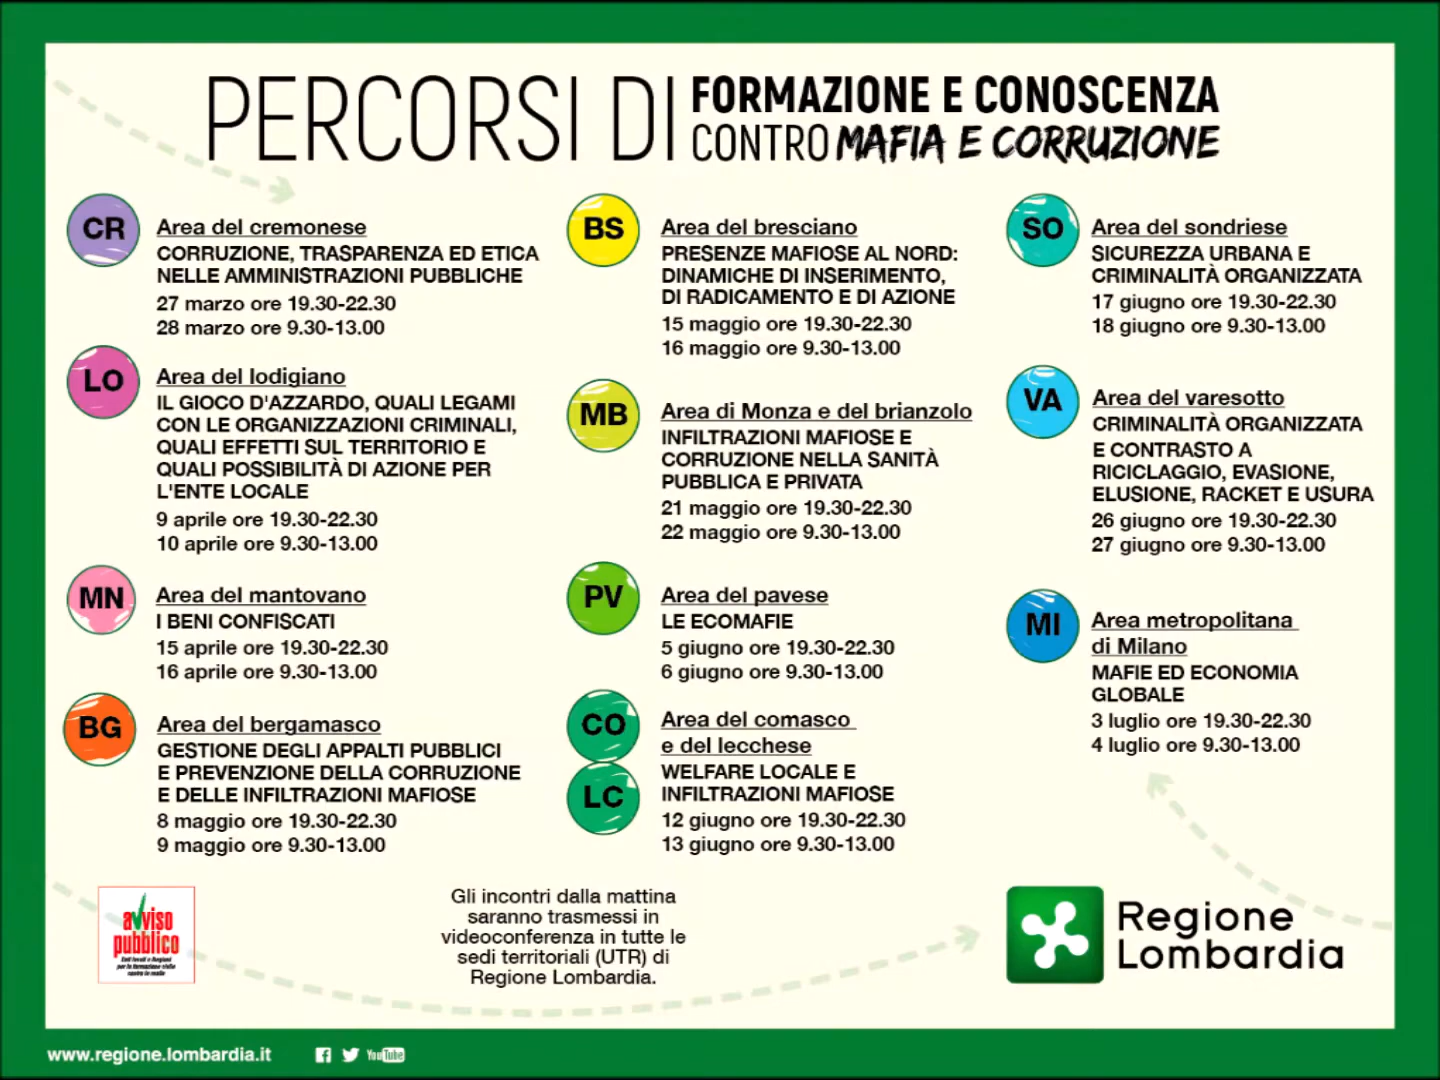 PERCORSI DI FORMAZIONE E CONOSCENZA
CONTRO MAFIA E CORRUZIONE
CR
Area del cremonese
CORRUZIONE, TRASPARENZA ED ETICA
NELLE AMMINISTRAZIONI PUBBLICHE
27 marzo ore 19.30-22.30
28 marzo ore 9.30-13.00
LO
Area del lodigiano
IL GIOCO D'AZZARDO, QUALI LEGAMI
CON LE ORGANIZZAZIONI CRIMINALI,
QUALI EFFETTI SUL TERRITORIO E
QUALI POSSIBILITÀ DI AZIONE PER
L'ENTE LOCALE
9 aprile ore 19.30-22.30
10 aprile ore 9.30-13.00
MN
Area del mantovano
I BENI CONFISCATI
15 aprile ore 19.30-22.30
16 aprile ore 9.30-13.00
BG
Area del bergamasco
GESTIONE DEGLI APPALTI PUBBLICI
E PREVENZIONE DELLA CORRUZIONE
E DELLE INFILTRAZIONI MAFIOSE
8 maggio ore 19.30-22.30
9 maggio ore 9.30-13.00
BS
Area del bresciano
PRESENZE MAFIOSE AL NORD:
DINAMICHE DI INSERIMENTO,
DI RADICAMENTO E DI AZIONE
15 maggio ore 19.30-22.30
16 maggio ore 9.30-13.00
MB
Area di Monza e del brianzolo
INFILTRAZIONI MAFIOSE E
CORRUZIONE NELLA SANITÀ
PUBBLICA E PRIVATA
21 maggio ore 19.30-22.30
22 maggio ore 9.30-13.00
PV
Area del pavese
LE ECOMAFIE
5 giugno ore 19.30-22.30
6 giugno ore 9.30-13.00
CO
LC
Area del comasco
e del lecchese
WELFARE LOCALE E
INFILTRAZIONI MAFIOSE
12 giugno ore 19.30-22.30
13 giugno ore 9.30-13.00
SO
Area del sondriese
SICUREZZA URBANA E
CRIMINALITÀ ORGANIZZATA
17 giugno ore 19.30-22.30
18 giugno ore 9.30-13.00
VA
Area del varesotto
CRIMINALITÀ ORGANIZZATA
E CONTRASTO A
RICICLAGGIO, EVASIONE,
ELUSIONE, RACKET E USURA
26 giugno ore 19.30-22.30
27 giugno ore 9.30-13.00
MI
Area metropolitana
di Milano
MAFIE ED ECONOMIA
GLOBALE
3 luglio ore 19.30-22.30
4 luglio ore 9.30-13.00
avviso
pubblico
Enti locali e Regioni
per la formazione civile
contro le mafie
Gli incontri dalla mattina
saranno trasmessi in
videoconferenza in tutte le
sedi territoriali (UTR) di
Regione Lombardia.
Regione
Lombardia
www.regione.lombardia.it
YouTube